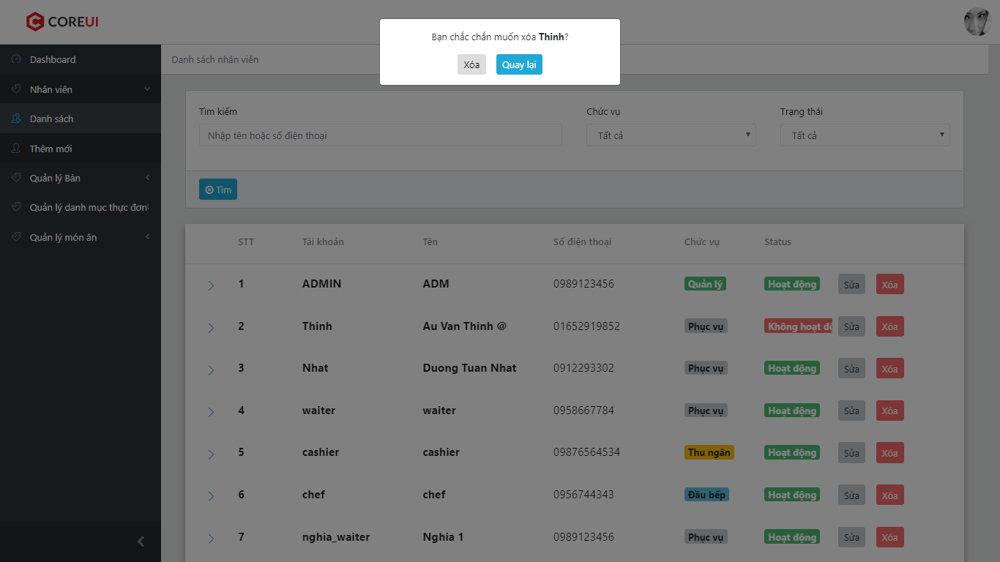 COREUI
Bạn chắc chắn muốn xóa Thinh?
Xóa Quay lại
Dashboard
Nhân viên
Danh sách
Thêm mới
Quản lý Bàn
Quản lý danh mục thực đơn
Quản lý món ăn
Danh sách nhân viên
Tìm kiếm Chức vụ Trạng thái
Nhập tên hoặc số điện thoại Tất cả Tất cả
Tìm
STT Tài khoản Tên Số điện thoại Chức vụ Status
1 ADMIN ADM 0989123456 Quản lý Hoạt động Sửa Xóa
2 Thinh Au Van Thinh @ 01652919852 Phục vụ Không hoạt Sửa Xóa
3 Nhat Duong Tuan Nhat 0912293302 Phục vụ Hoạt động Sửa Xóa
4 waiter waiter 0958667784 Phục vụ Hoạt động Sửa Xóa
5 cashier cashier 09876564534 Thu ngân Hoạt động Sửa Xóa
6 chef chef 0956744343 Đầu bếp Hoạt động Sửa Xóa
7 nghia_waiter Nghia 1 0989123456 Phục vụ Hoạt động Sửa Xóa